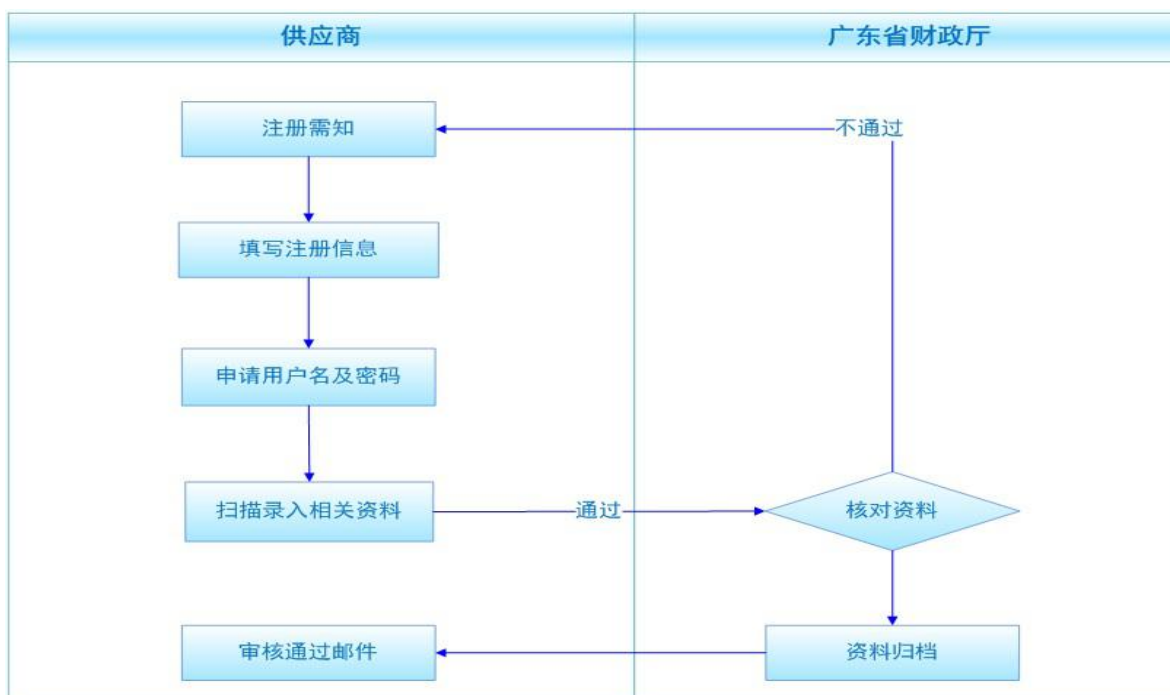 供应商
广东省财政厅
注册需知
不通过
填写注册信息
申请用户名及密码
扫描录入相关资料
通过
核对资料
审核通过邮件
资料归档